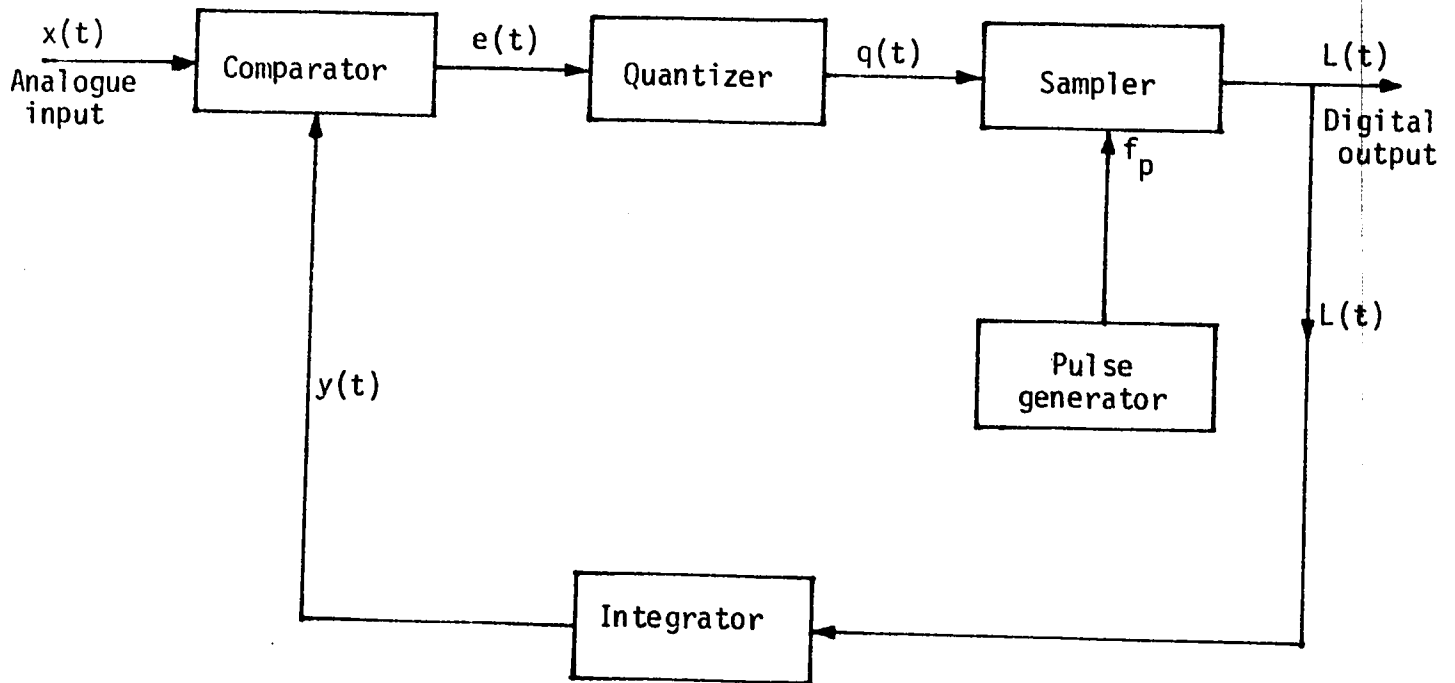 x(t)
Analogue
input
Comparator
e(t)
Quantizer
q(t)
Sampler
L(t)
Digital
output
f_p
L(t)
Pulse
generator
y(t)
Integrator